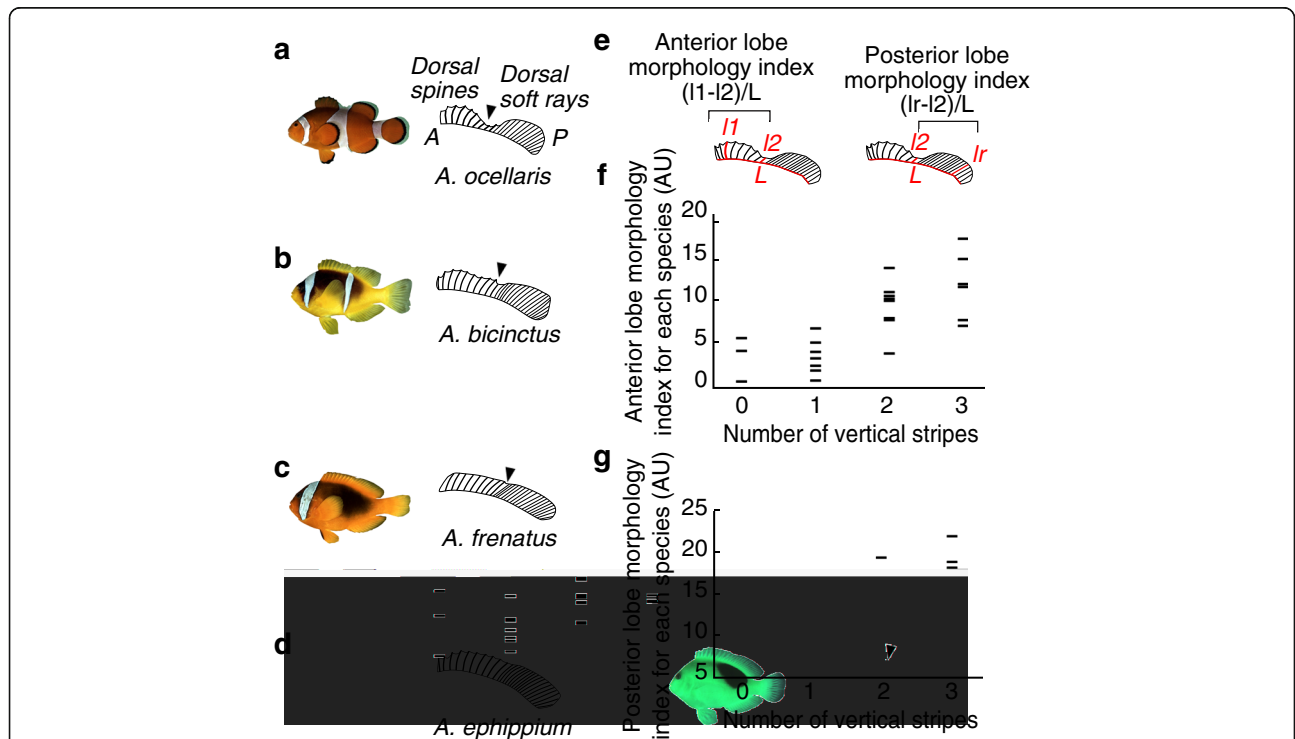 a
Dorsal spines
Dorsal soft rays
A
P
A. ocellaris
b
A. bicinctus
c
A. frenatus
d
A. ephippium
e
Anterior lobe
morphology index
(l1-l2)/L
Posterior lobe
morphology index
(lr-l2)/L
l1
l2
L
l2
lr
L
f
Anterior lobe morphology
index for each species (AU)
20
15
10
5
0
0 1 2 3
Number of vertical stripes
g
Posterior lobe morphology
index for each species (AU)
25
20
15
10
5
0 1 2 3
Number of vertical stripes